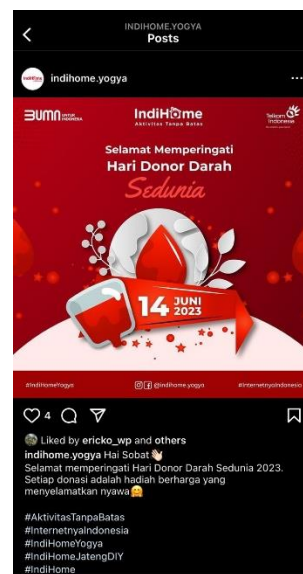 INDIHOME.YOGYA
Posts
indihome.yogya
BUMN UNTUK INDONESIA
IndiHome
Aktivitas Tanpa Batas
Telkom Indonesia
Selamat Memperingati
Hari Donor Darah
Sedunia
14 JUNI 2023
#IndiHomeYogya
@indihome.yogya
#internetnyaIndonesia
4
Liked by ericko_wp and others
indihome.yogya Hai Sobat👋
Selamat memperingati Hari Donor Darah Sedunia 2023.
Setiap donasi adalah hadiah berharga yang
menyelamatkan nyawa🤗
#AktivitasTanpaBatas
#InternetnyaIndonesia
#IndiHomeYogya
#IndiHomeJatengDIY
#IndiHome